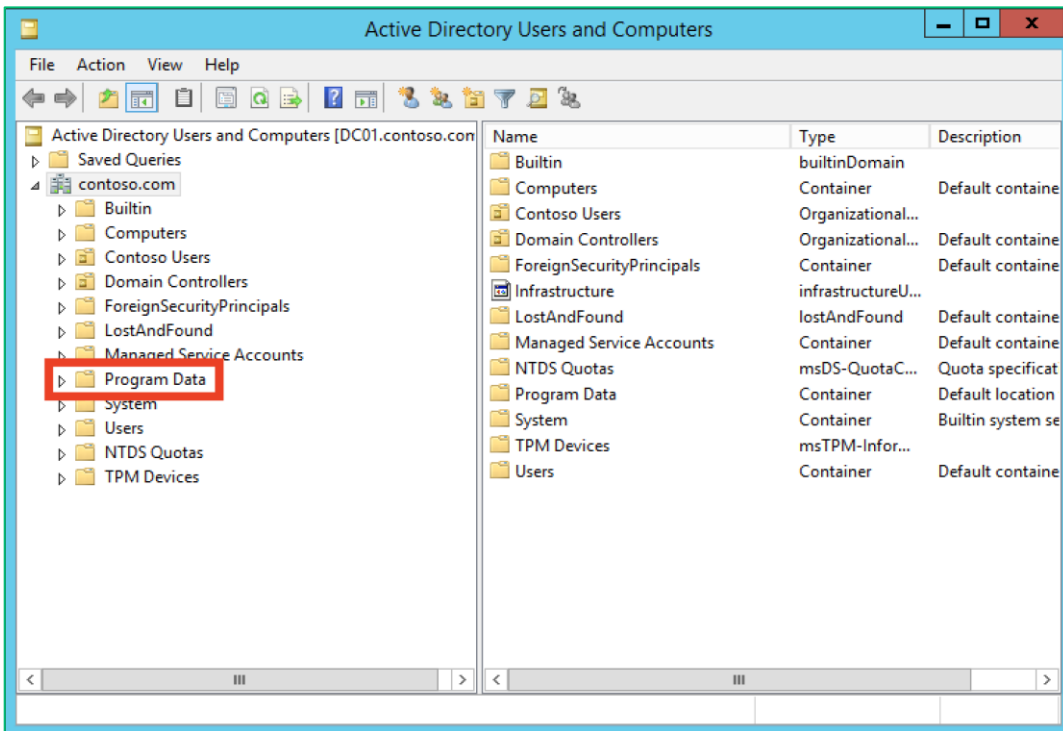 Active Directory Users and Computers
File Action View Help
Active Directory Users and Computers [DC01.contoso.com
Saved Queries
contoso.com
Builtin
Computers
Contoso Users
Domain Controllers
ForeignSecurityPrincipals
LostAndFound
Managed Service Accounts
Program Data
System
Users
NTDS Quotas
TPM Devices
Name Type Description
Builtin builtinDomain
Computers Container Default containe
Contoso Users Organizational...
Domain Controllers Organizational... Default containe
ForeignSecurityPrincipals Container Default containe
Infrastructure infrastructureU...
LostAndFound lostAndFound Default containe
Managed Service Accounts Container Default containe
NTDS Quotas msDS-QuotaC... Quota specificat
Program Data Container Default location
System Container Builtin system se
TPM Devices msTPM-Infor...
Users Container Default containe